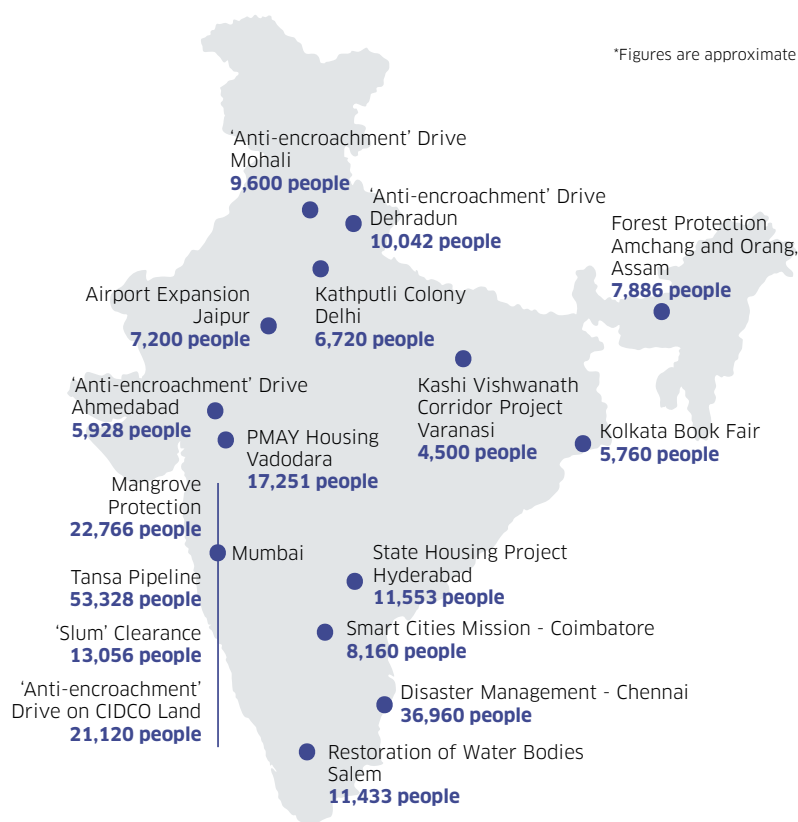 *Figures are approximate
‘Anti-encroachment’ Drive
Mohali
9,600 people
‘Anti-encroachment’ Drive
Dehradun
10,042 people
Forest Protection
Amchang and Orang,
Assam
7,886 people
Airport Expansion
Jaipur
7,200 people
Kathputli Colony
Delhi
6,720 people
‘Anti-encroachment’ Drive
Ahmedabad
5,928 people
Kashi Vishwanath
Corridor Project
Varanasi
4,500 people
Kolkata Book Fair
5,760 people
PMAY Housing
Vadodara
17,251 people
Mangrove
Protection
22,766 people
Mumbai
Tansa Pipeline
53,328 people
‘Slum’ Clearance
13,056 people
‘Anti-encroachment’
Drive on CIDCO Land
21,120 people
State Housing Project
Hyderabad
11,553 people
Smart Cities Mission - Coimbatore
8,160 people
Disaster Management - Chennai
36,960 people
Restoration of Water Bodies
Salem
11,433 people